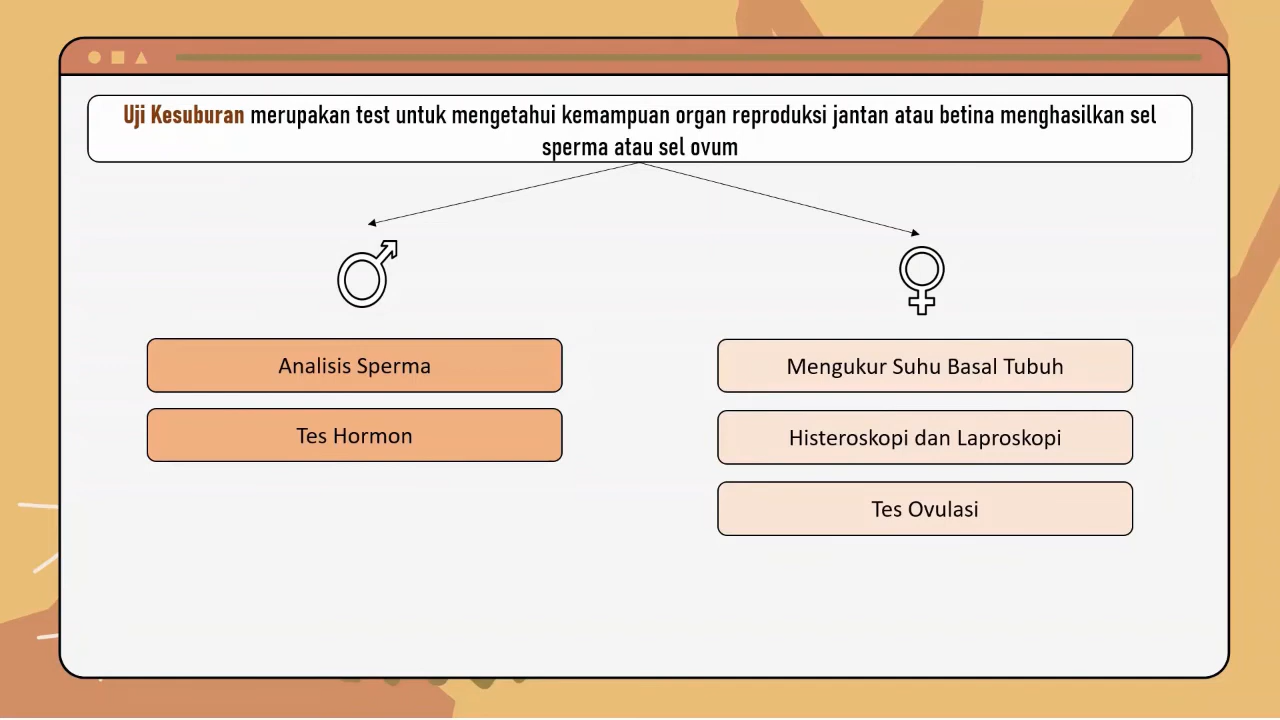 Uji Kesuburan merupakan test untuk mengetahui kemampuan organ reproduksi jantan atau betina menghasilkan sel
sperma atau sel ovum
Analisis Sperma
Tes Hormon
Mengukur Suhu Basal Tubuh
Histeroskopi dan Laproskopi
Tes Ovulasi